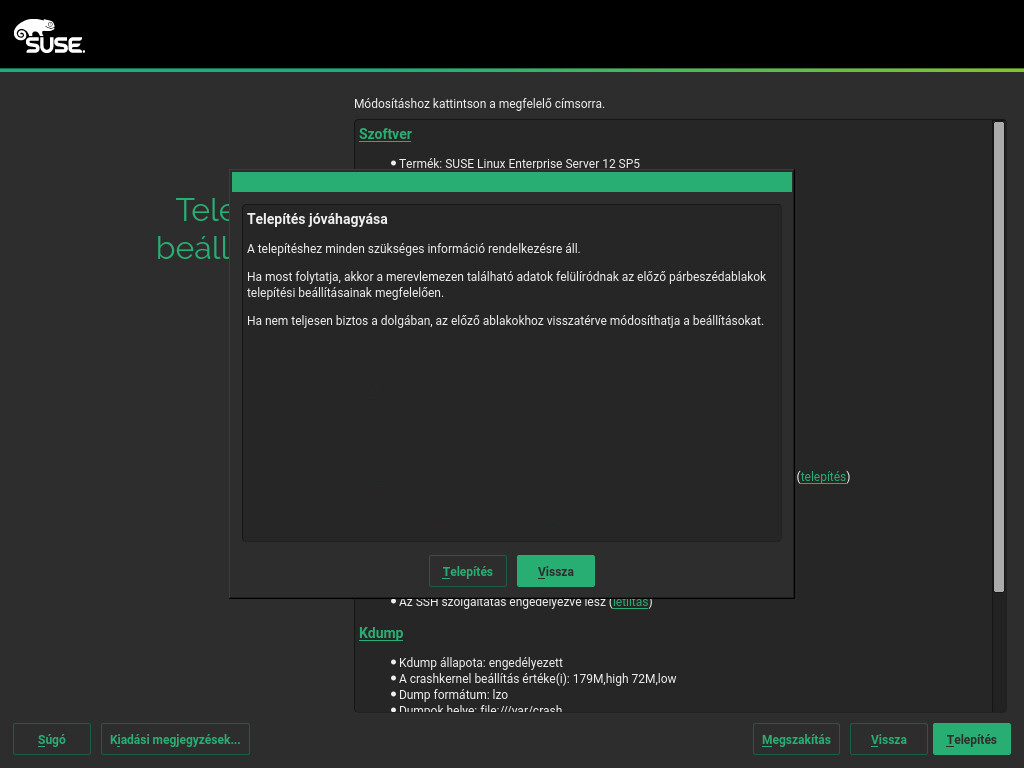 SUSE
Módosításhoz kattintson a megfelelő címsorra.
Szoftver
Termék: SUSE Linux Enterprise Server 12 SP5
Telepítés jóváhagyása
A telepítéshez minden szükséges információ rendelkezésre áll.
Ha most folytatja, akkor a merevlemezen található adatok felülíródnak az előző párbeszédablakok
telepítési beállításainak megfelelően.
Ha nem teljesen biztos a dolgában, az előző ablakokhoz visszatérve módosíthatja a beállításokat.
(telepítés)
Telepítés Vissza
Az SSH szolgáltatás engedélyezve lesz (letiltás)
Kdump
Kdump állapota: engedélyezett
A crashkernel beállítás értéke(i): 179M,high 72M,low
Dump formátum: lzo
Dumpok helye: file:///var/crash
Súgó Kiadási megjegyzések... Megszakítás Vissza Telepítés